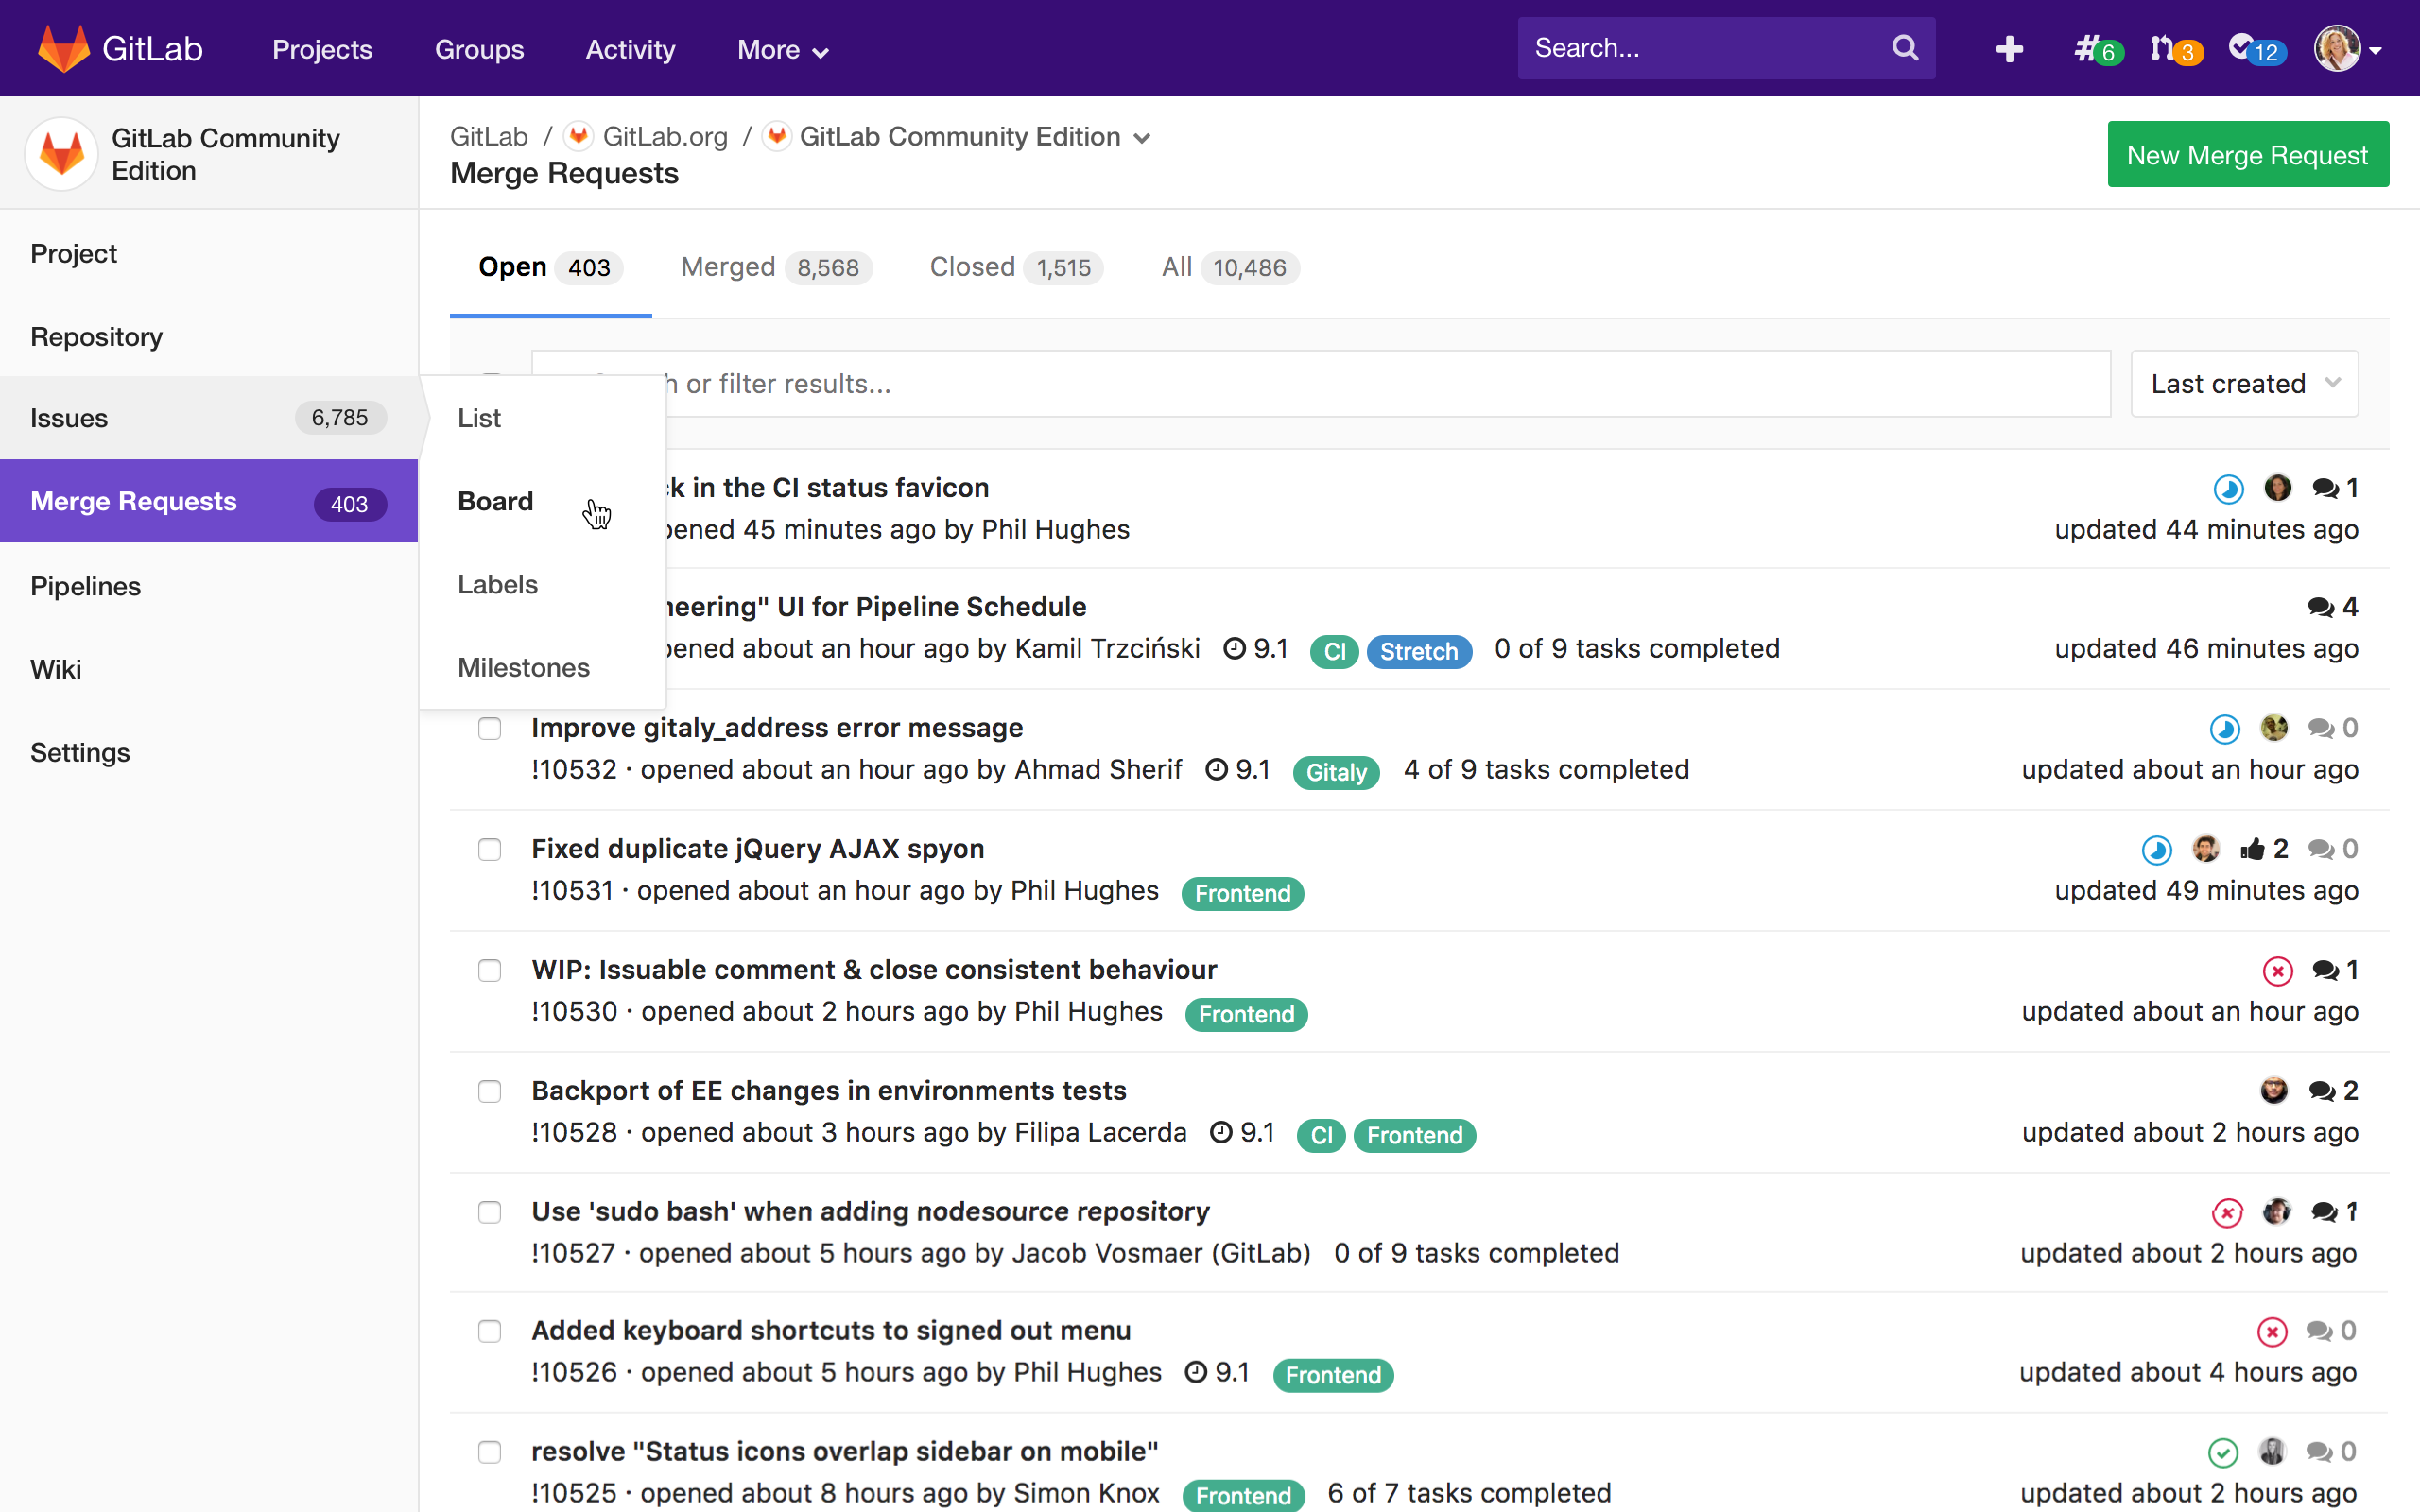 GitLab Projects Groups Activity More Search... 6 3 12
GitLab Community
Edition
GitLab / GitLab.org / GitLab Community Edition
Merge Requests
New Merge Request
Project
Repository
Issues 6,785
Merge Requests 403
Pipelines
Wiki
Settings
List
Board
Labels
Milestones
Open 403 Merged 8,568 Closed 1,515 All 10,486
or filter results... Last created
in the CI status favicon 1
45 minutes ago by Phil Hughes updated 44 minutes ago
UI for Pipeline Schedule 4
about an hour ago by Kamil Trzciński 9.1 CI Stretch 0 of 9 tasks completed updated 46 minutes ago
Improve gitaly_address error message 0
!10532 · opened about an hour ago by Ahmad Sherif 9.1 Gitaly 4 of 9 tasks completed updated about an hour ago
Fixed duplicate jQuery AJAX spyon 2 0
!10531 · opened about an hour ago by Phil Hughes Frontend updated 49 minutes ago
WIP: Issuable comment & close consistent behaviour 1
!10530 · opened about 2 hours ago by Phil Hughes Frontend updated about an hour ago
Backport of EE changes in environments tests 2
!10528 · opened about 3 hours ago by Filipa Lacerda 9.1 CI Frontend updated about 2 hours ago
Use 'sudo bash' when adding nodesource repository 1
!10527 · opened about 5 hours ago by Jacob Vosmaer (GitLab) 0 of 9 tasks completed updated about 2 hours ago
Added keyboard shortcuts to signed out menu 0
!10526 · opened about 5 hours ago by Phil Hughes 9.1 Frontend updated about 4 hours ago
resolve "Status icons overlap sidebar on mobile" 0
!10525 · opened about 8 hours ago by Simon Knox Frontend 6 of 7 tasks completed updated about 2 hours ago